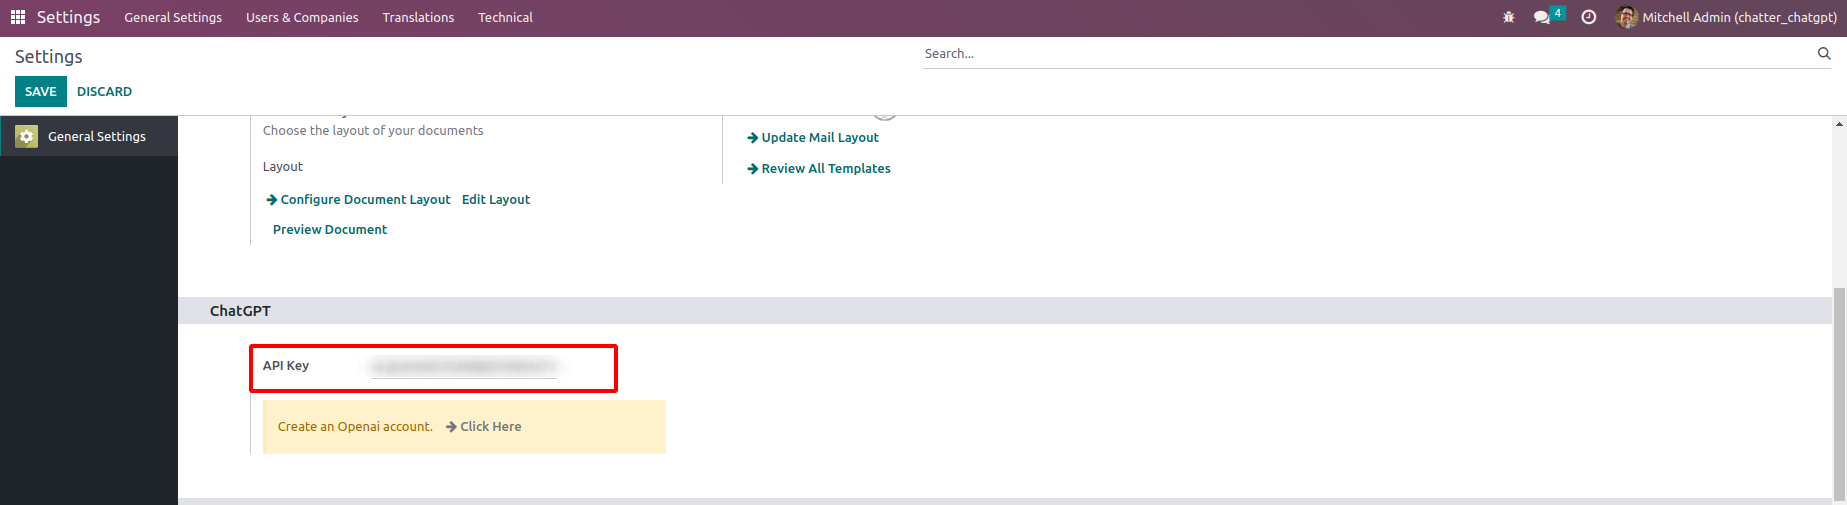 Settings General Settings Users & Companies Translations Technical 4 Mitchell Admin (chatter_chatgpt)
Settings Search...
SAVE DISCARD
General Settings
Choose the layout of your documents
Update Mail Layout
Layout
Review All Templates
Configure Document Layout Edit Layout
Preview Document
ChatGPT
API Key
Create an Openai account. Click Here